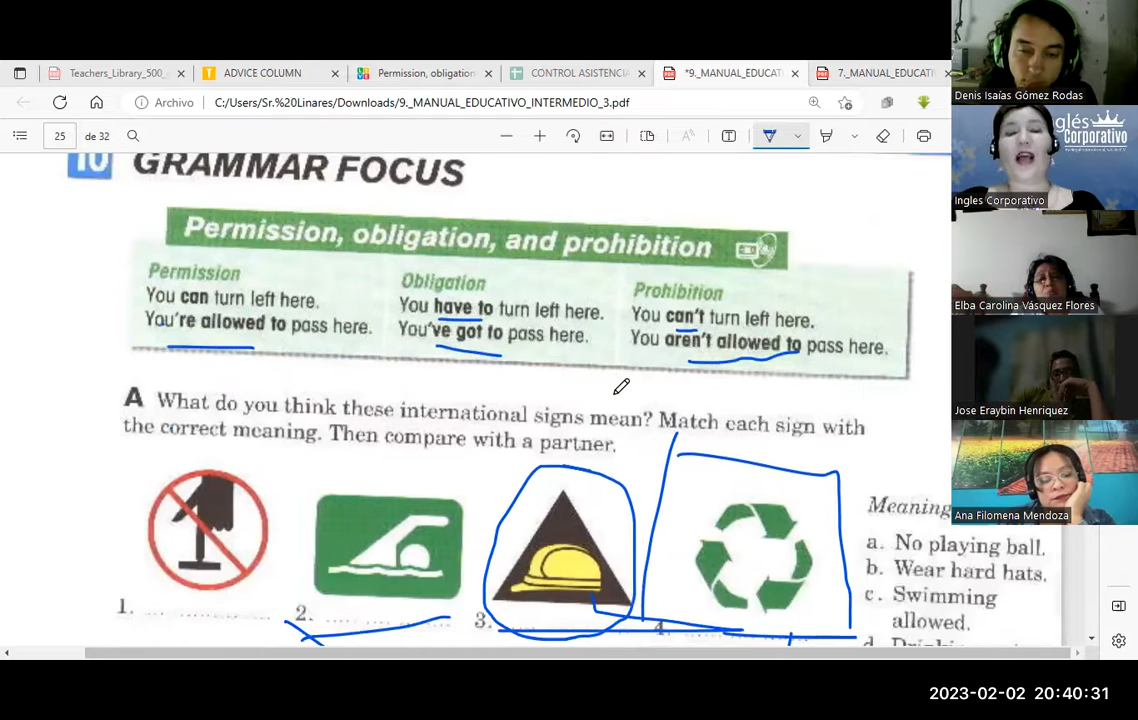 Teachers_Library_500_
ADVICE COLUMN
Permission, obligation
CONTROL ASISTENCIA
*9._MANUAL_EDUCATI
7._MANUAL_EDUCATI
Archivo
C:/Users/Sr.%20Linares/Downloads/9._MANUAL_EDUCATIVO_INTERMEDIO_3.pdf
25 de 32
10 GRAMMAR FOCUS
Permission, obligation, and prohibition
Permission
You can turn left here.
You're allowed to pass here.
Obligation
You have to turn left here.
You've got to pass here.
Prohibition
You can't turn left here.
You aren't allowed to pass here.
A What do you think these international signs mean? Match each sign with
the correct meaning. Then compare with a partner.
1.
2.
3.
4.
Meaning
a. No playing ball.
b. Wear hard hats.
c. Swimming
allowed.
d.
Denis Isaías Gómez Rodas
glés
Corporativo
Ingles Corporativo
Elba Carolina Vásquez Flores
Jose Eraybin Henriquez
Ana Filomena Mendoza
2023-02-02 20:40:31